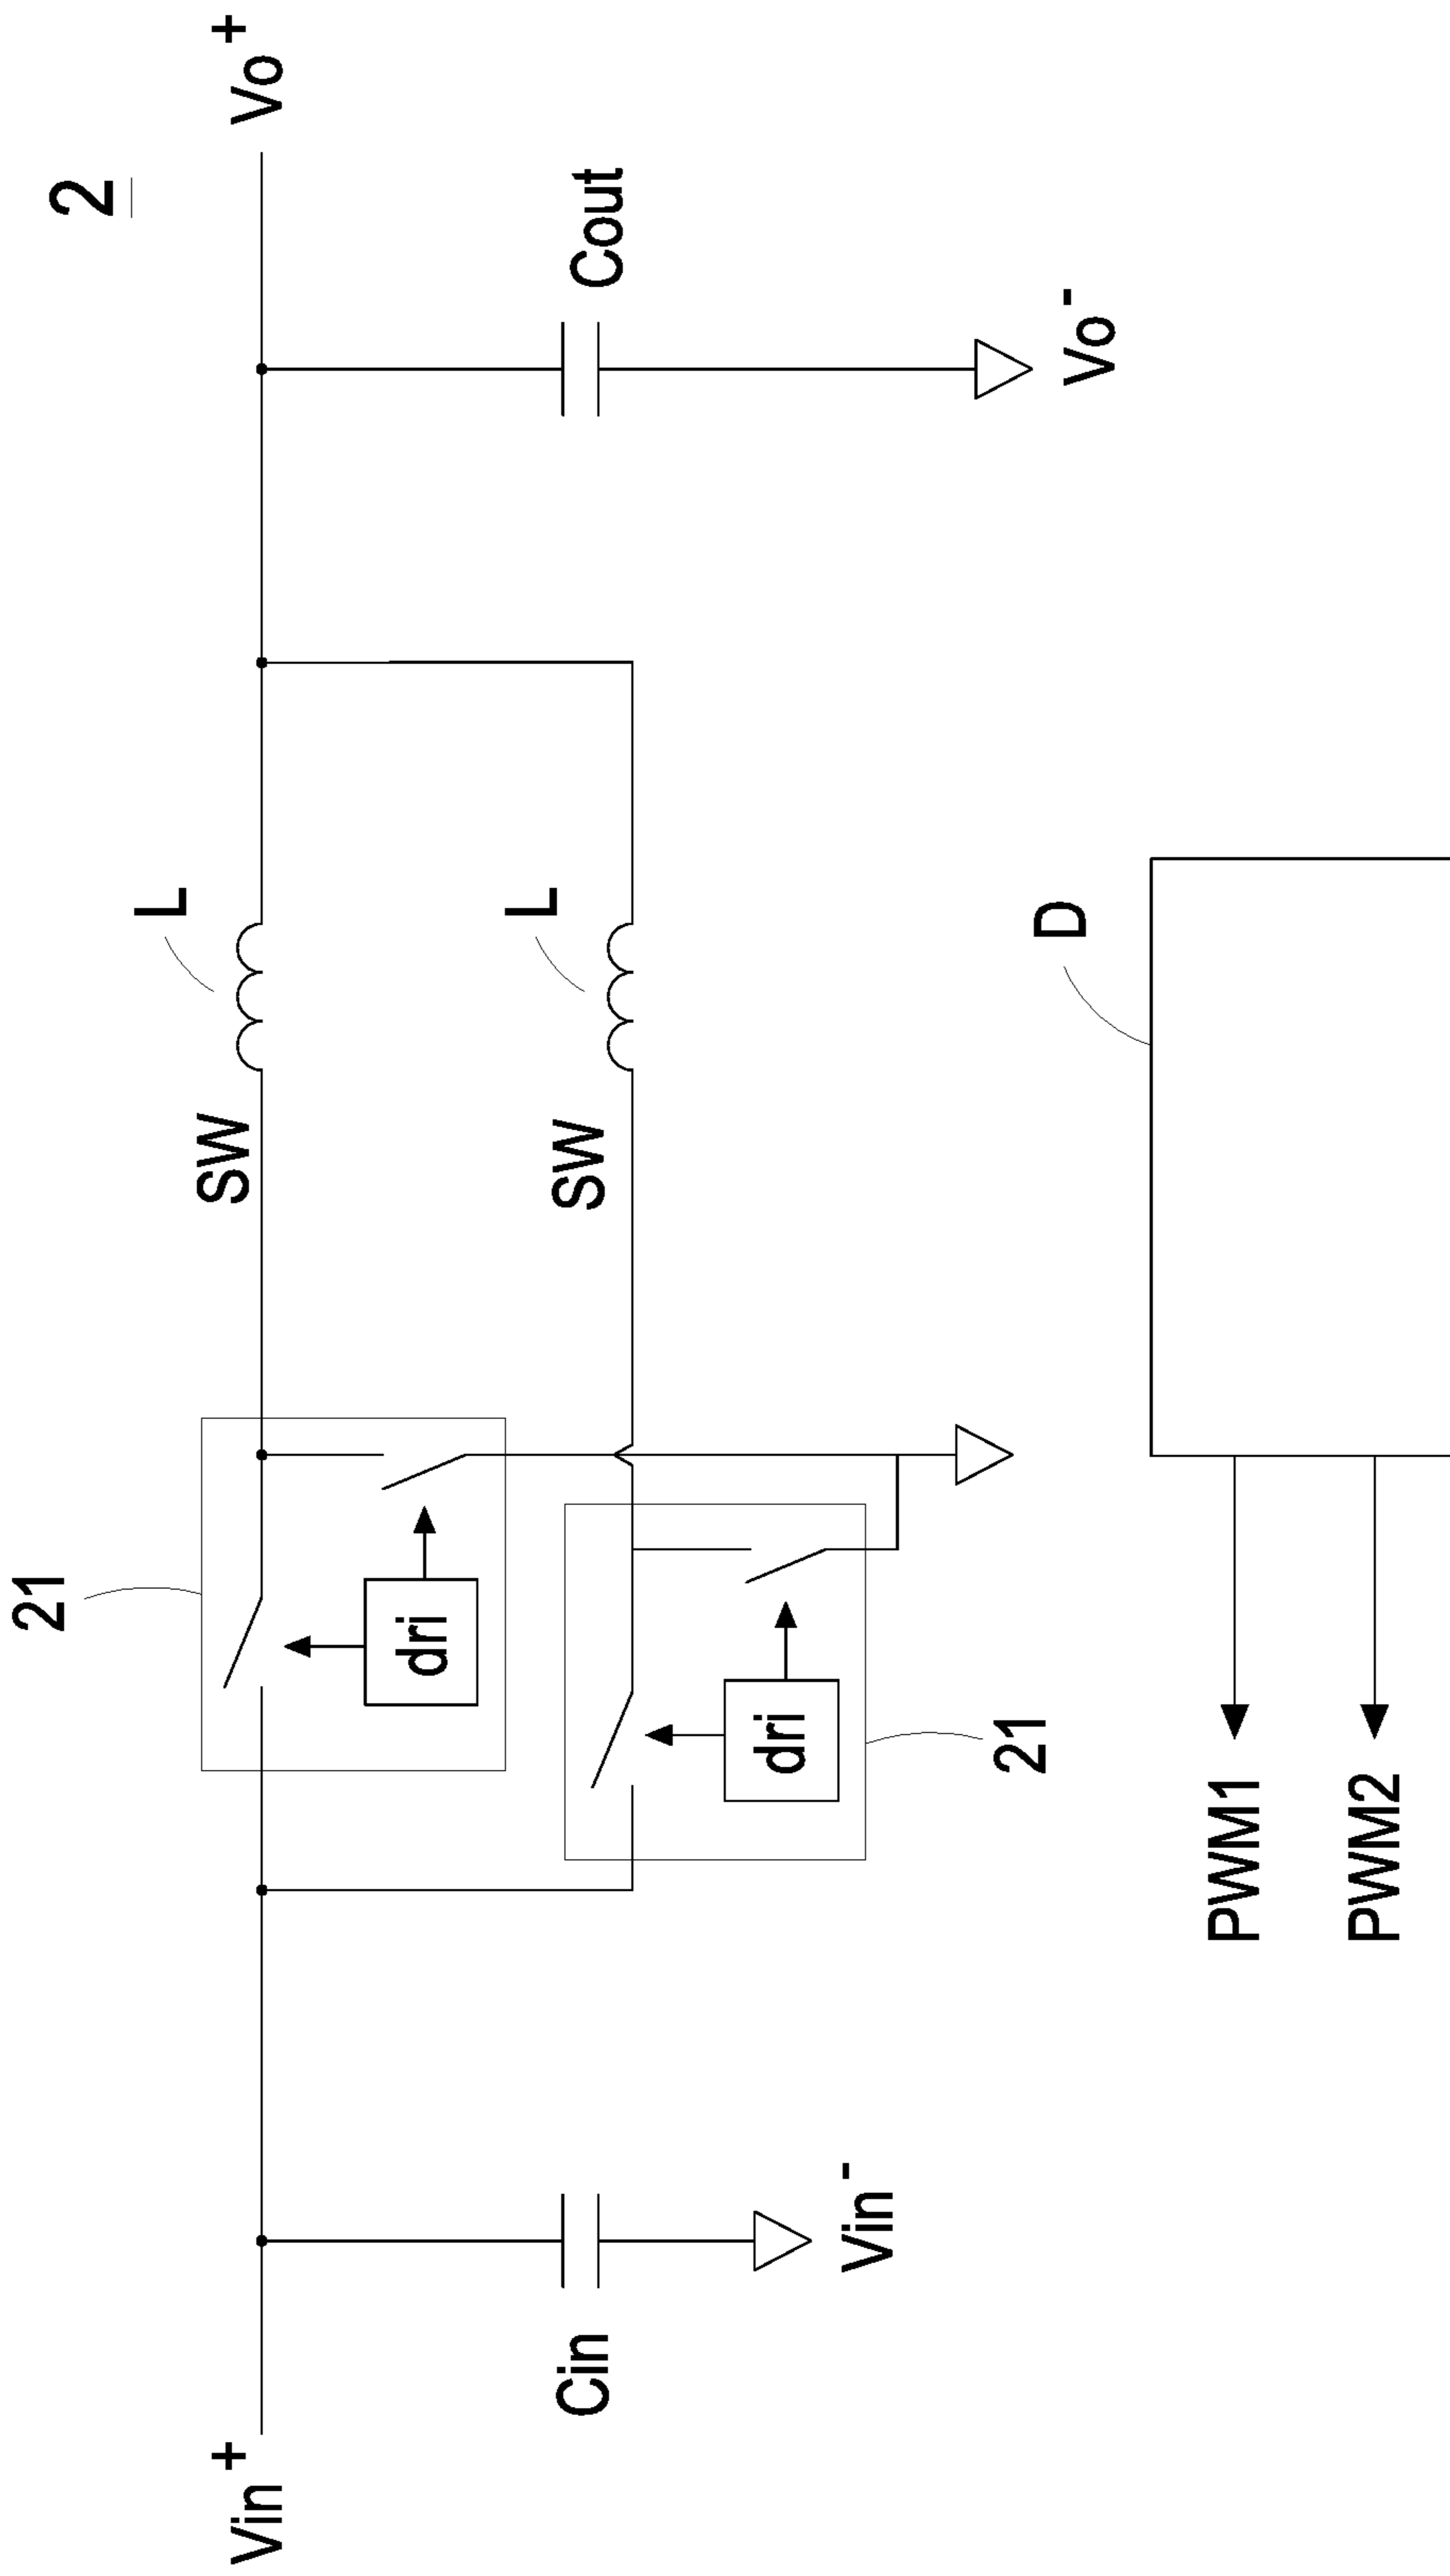 2
21
Vin+
SW
L
Vo+
dri
SW
L
Cin
Cout
dri
Vin-
21
Vo-
D
PWM1
PWM2